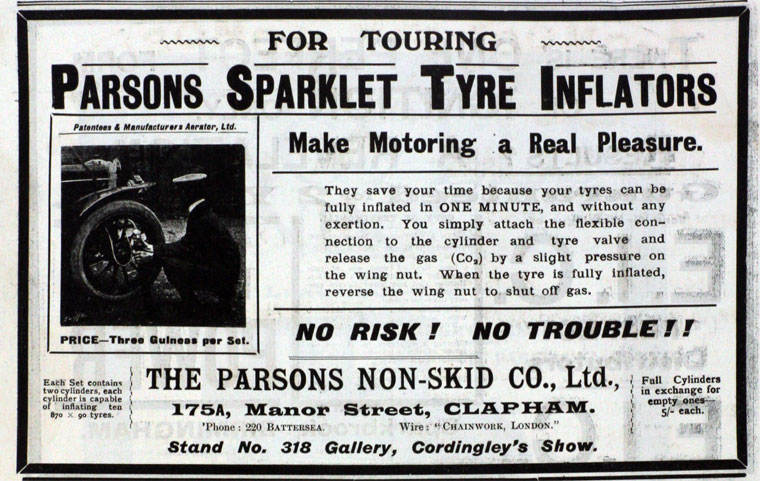 FOR TOURING
PARSONS SPARKLET TYRE INFLATORS
Patentees & Manufacturers Aerator, Ltd.
PRICE—Three Guineas per Set.
Make Motoring a Real Pleasure.
They save your time because your tyres can be
fully inflated in ONE MINUTE, and without any
exertion. You simply attach the flexible con-
nection to the cylinder and tyre valve and
release the gas (Co₂) by a slight pressure on
the wing nut. When the tyre is fully inflated,
reverse the wing nut to shut off gas.
NO RISK! NO TROUBLE!!
Each Set contains
two cylinders, each
cylinder is capable
of inflating ten
870 × 90 tyres.
THE PARSONS NON-SKID CO., Ltd.,
175A, Manor Street, CLAPHAM.
'Phone: 220 BATTERSEA. Wire: "CHAINWORK, LONDON."
Stand No. 318 Gallery, Cordingley's Show.
Full Cylinders
in exchange for
empty ones—
5/- each.